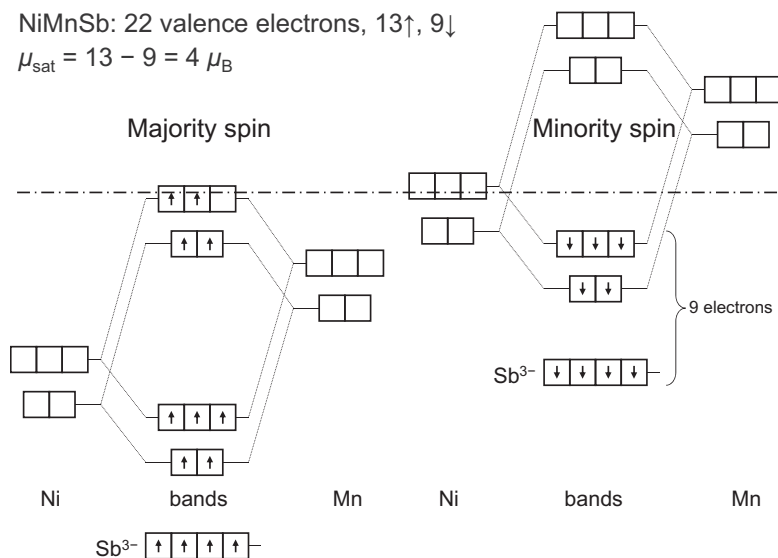 NiMnSb: 22 valence electrons, 13↑, 9↓
μsat = 13 − 9 = 4 μB
Majority spin
Minority spin
9 electrons
Sb3−
Ni bands Mn Ni bands Mn
Sb3−